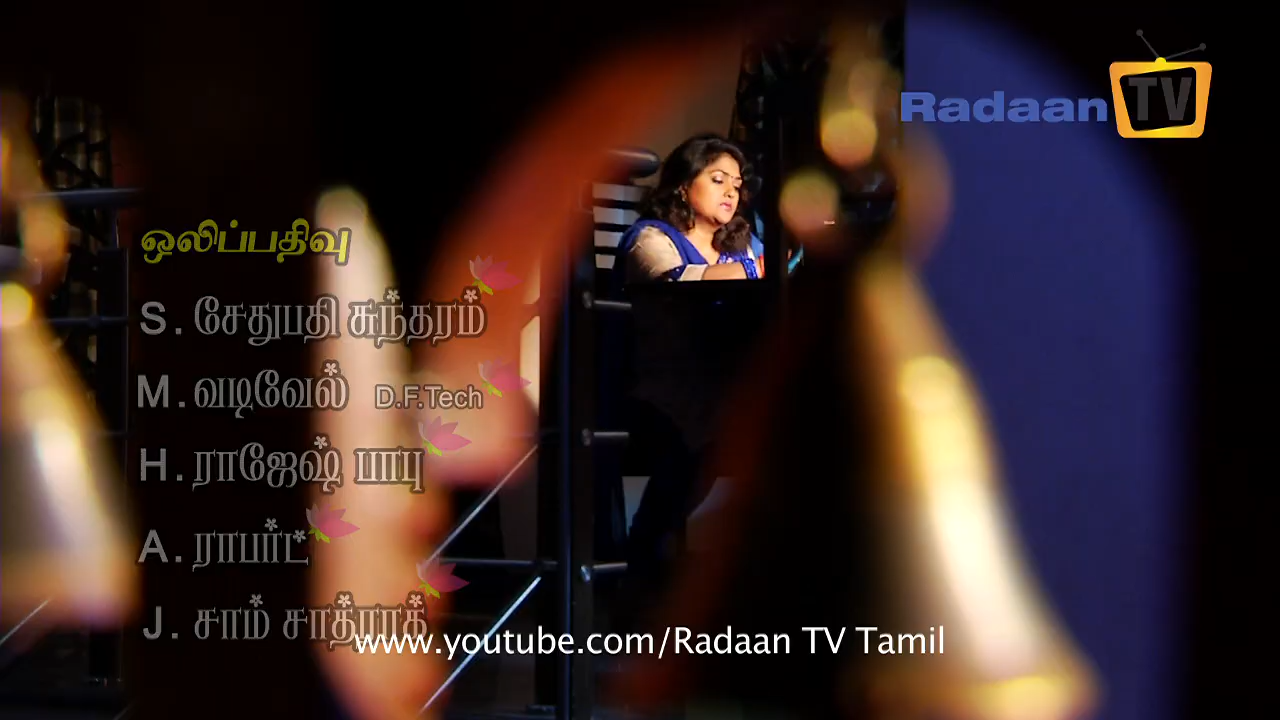 Radaan TV
ஒலிப்பதிவு
S. சேதுபதி சுந்தரம்
M. வடிவேல் D.F.Tech
H. ராஜேஷ் பாபு
A. ராபர்ட்
J. சாம் சாத்ராக்
www.youtube.com/Radaan TV Tamil